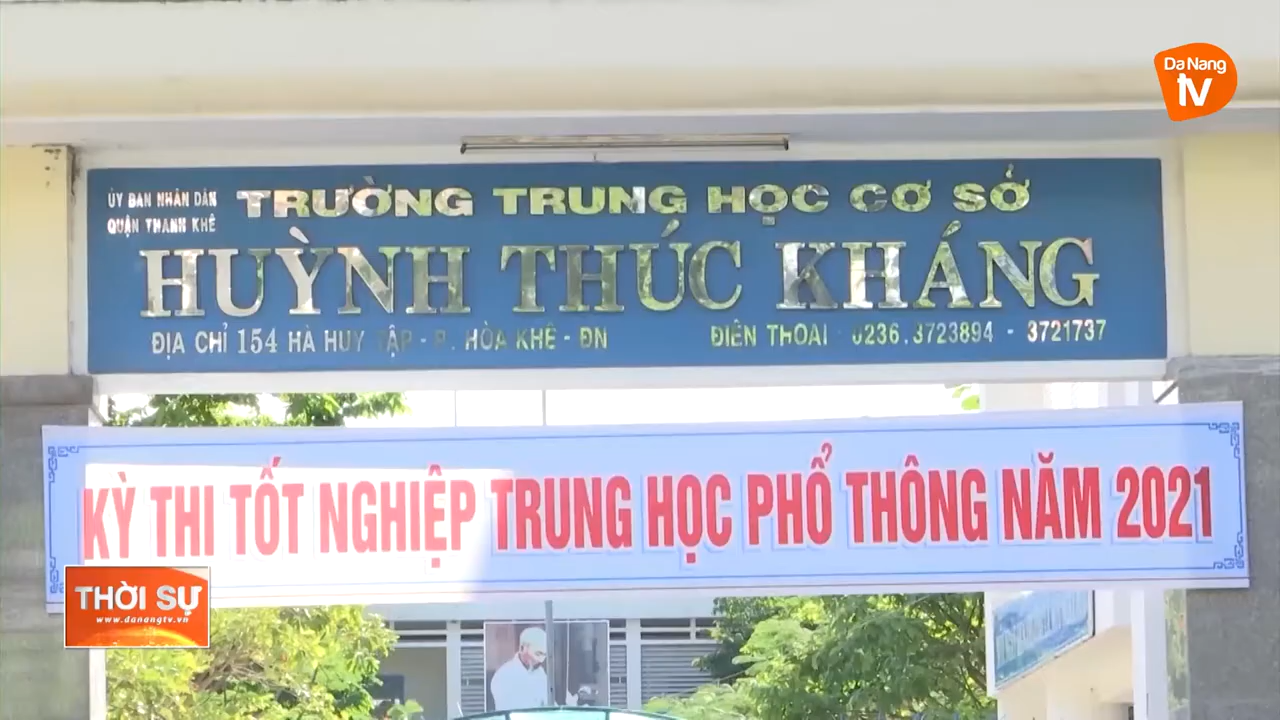 Da Nang
tv
ỦY BAN NHÂN DÂN
QUẬN THANH KHÊ
TRƯỜNG TRUNG HỌC CƠ SỞ
HUỲNH THÚC KHÁNG
ĐỊA CHỈ 154 HÀ HUY TẬP - P. HÒA KHÊ - ĐN
ĐIỆN THOẠI 0236.3723894 - 3721737
KỲ THI TỐT NGHIỆP TRUNG HỌC PHỔ THÔNG NĂM 2021
THỜI SỰ
www.danangtv.vn